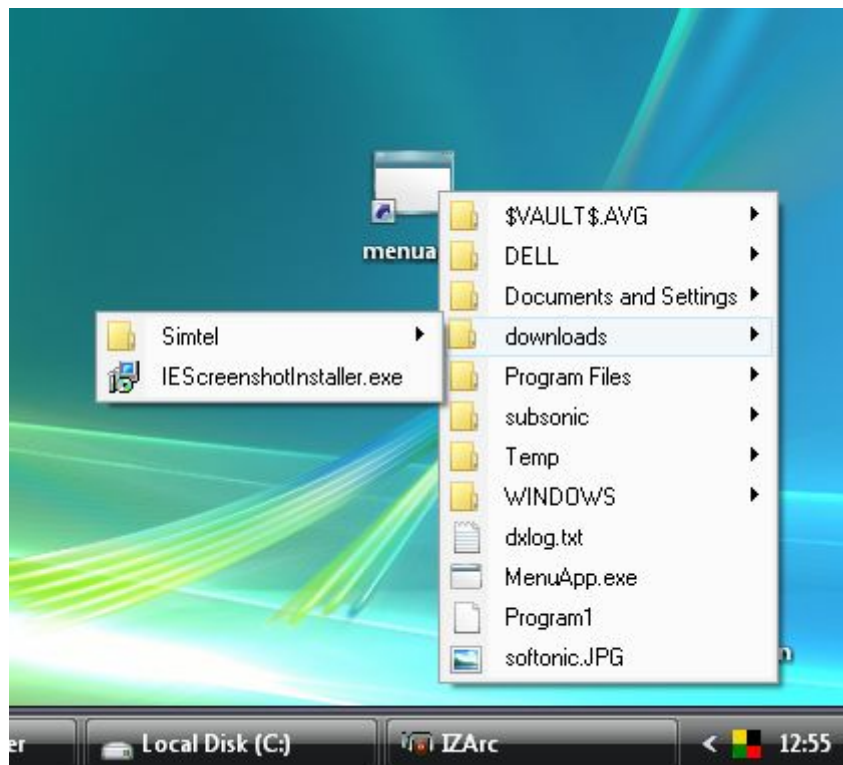 menua
$VAULT$.AVG
DELL
Documents and Settings
downloads
Program Files
subsonic
Temp
WINDOWS
dxlog.txt
MenuApp.exe
Program1
softonic.JPG
Simtel
IEScreenshotInstaller.exe
n
er
Local Disk (C:)
IZArc
< 12:55